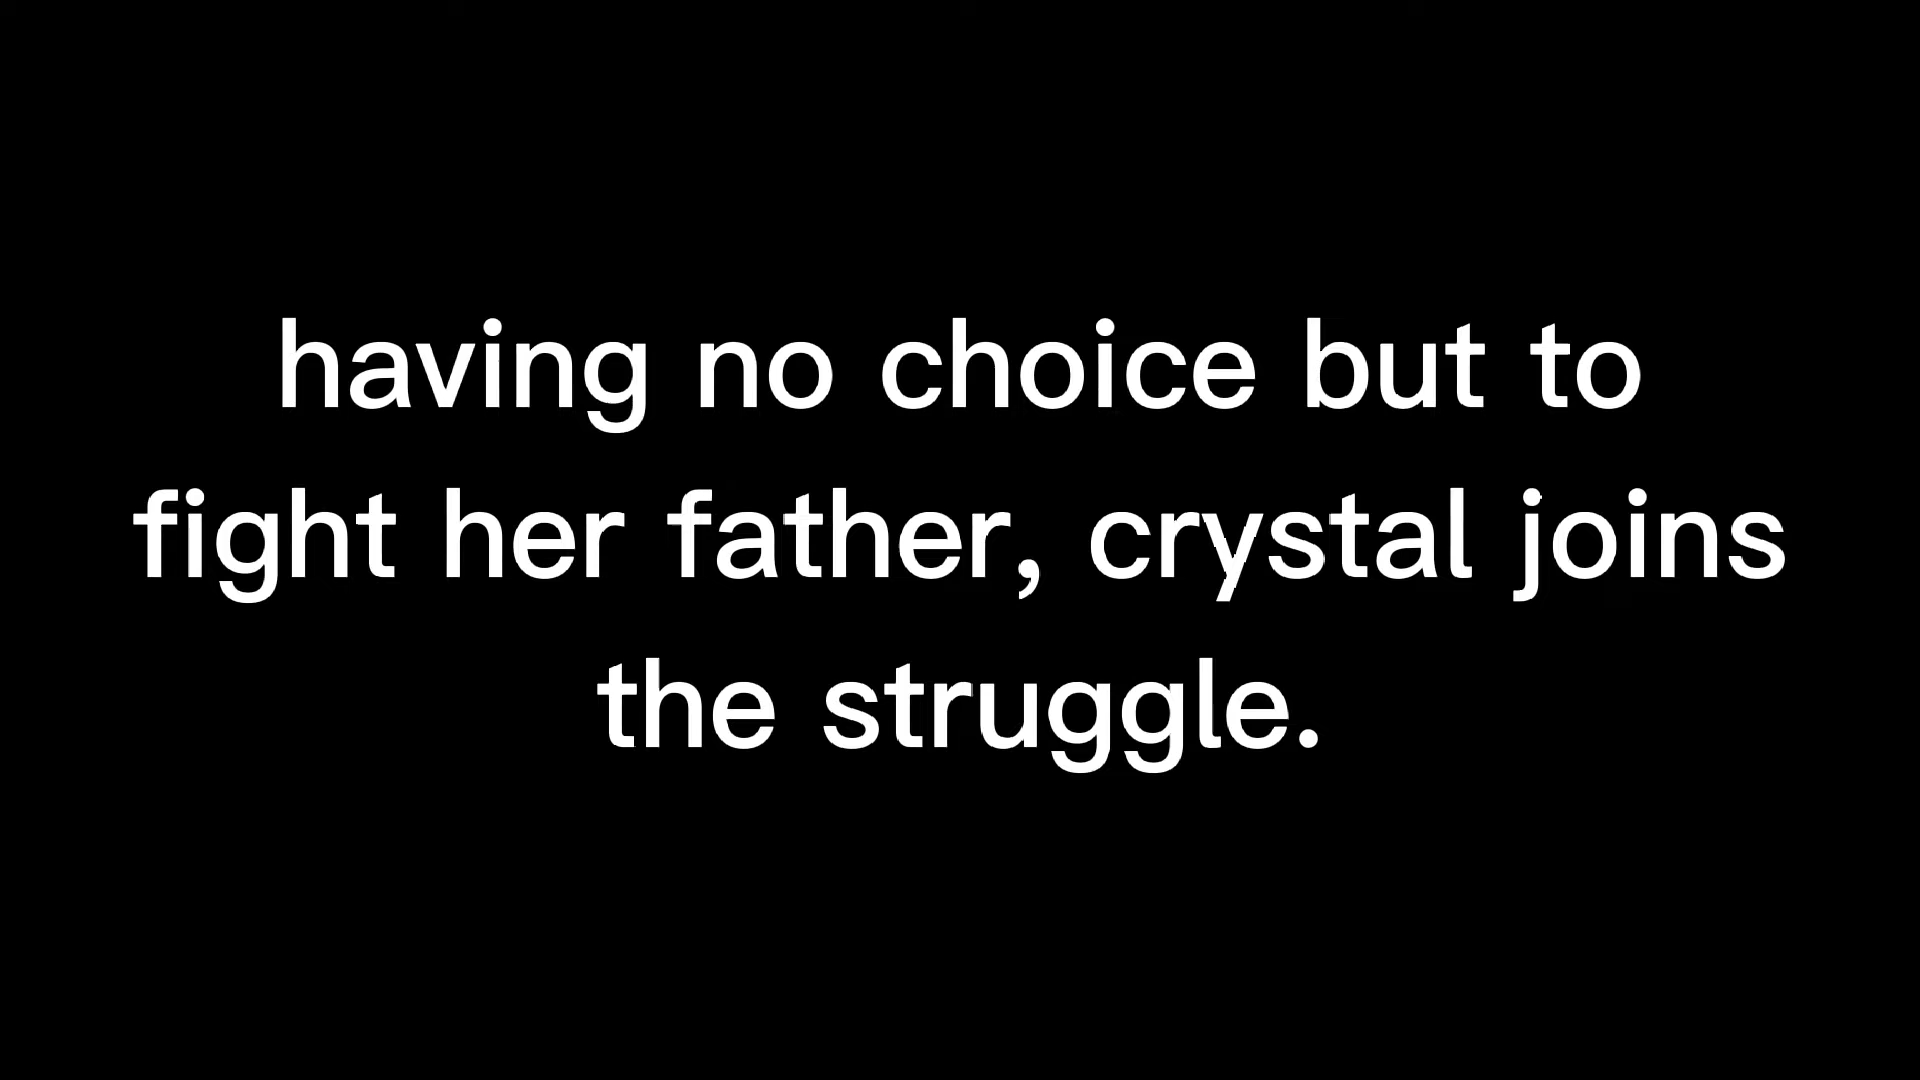 having no choice but to
fight her father, crystal joins
the struggle.